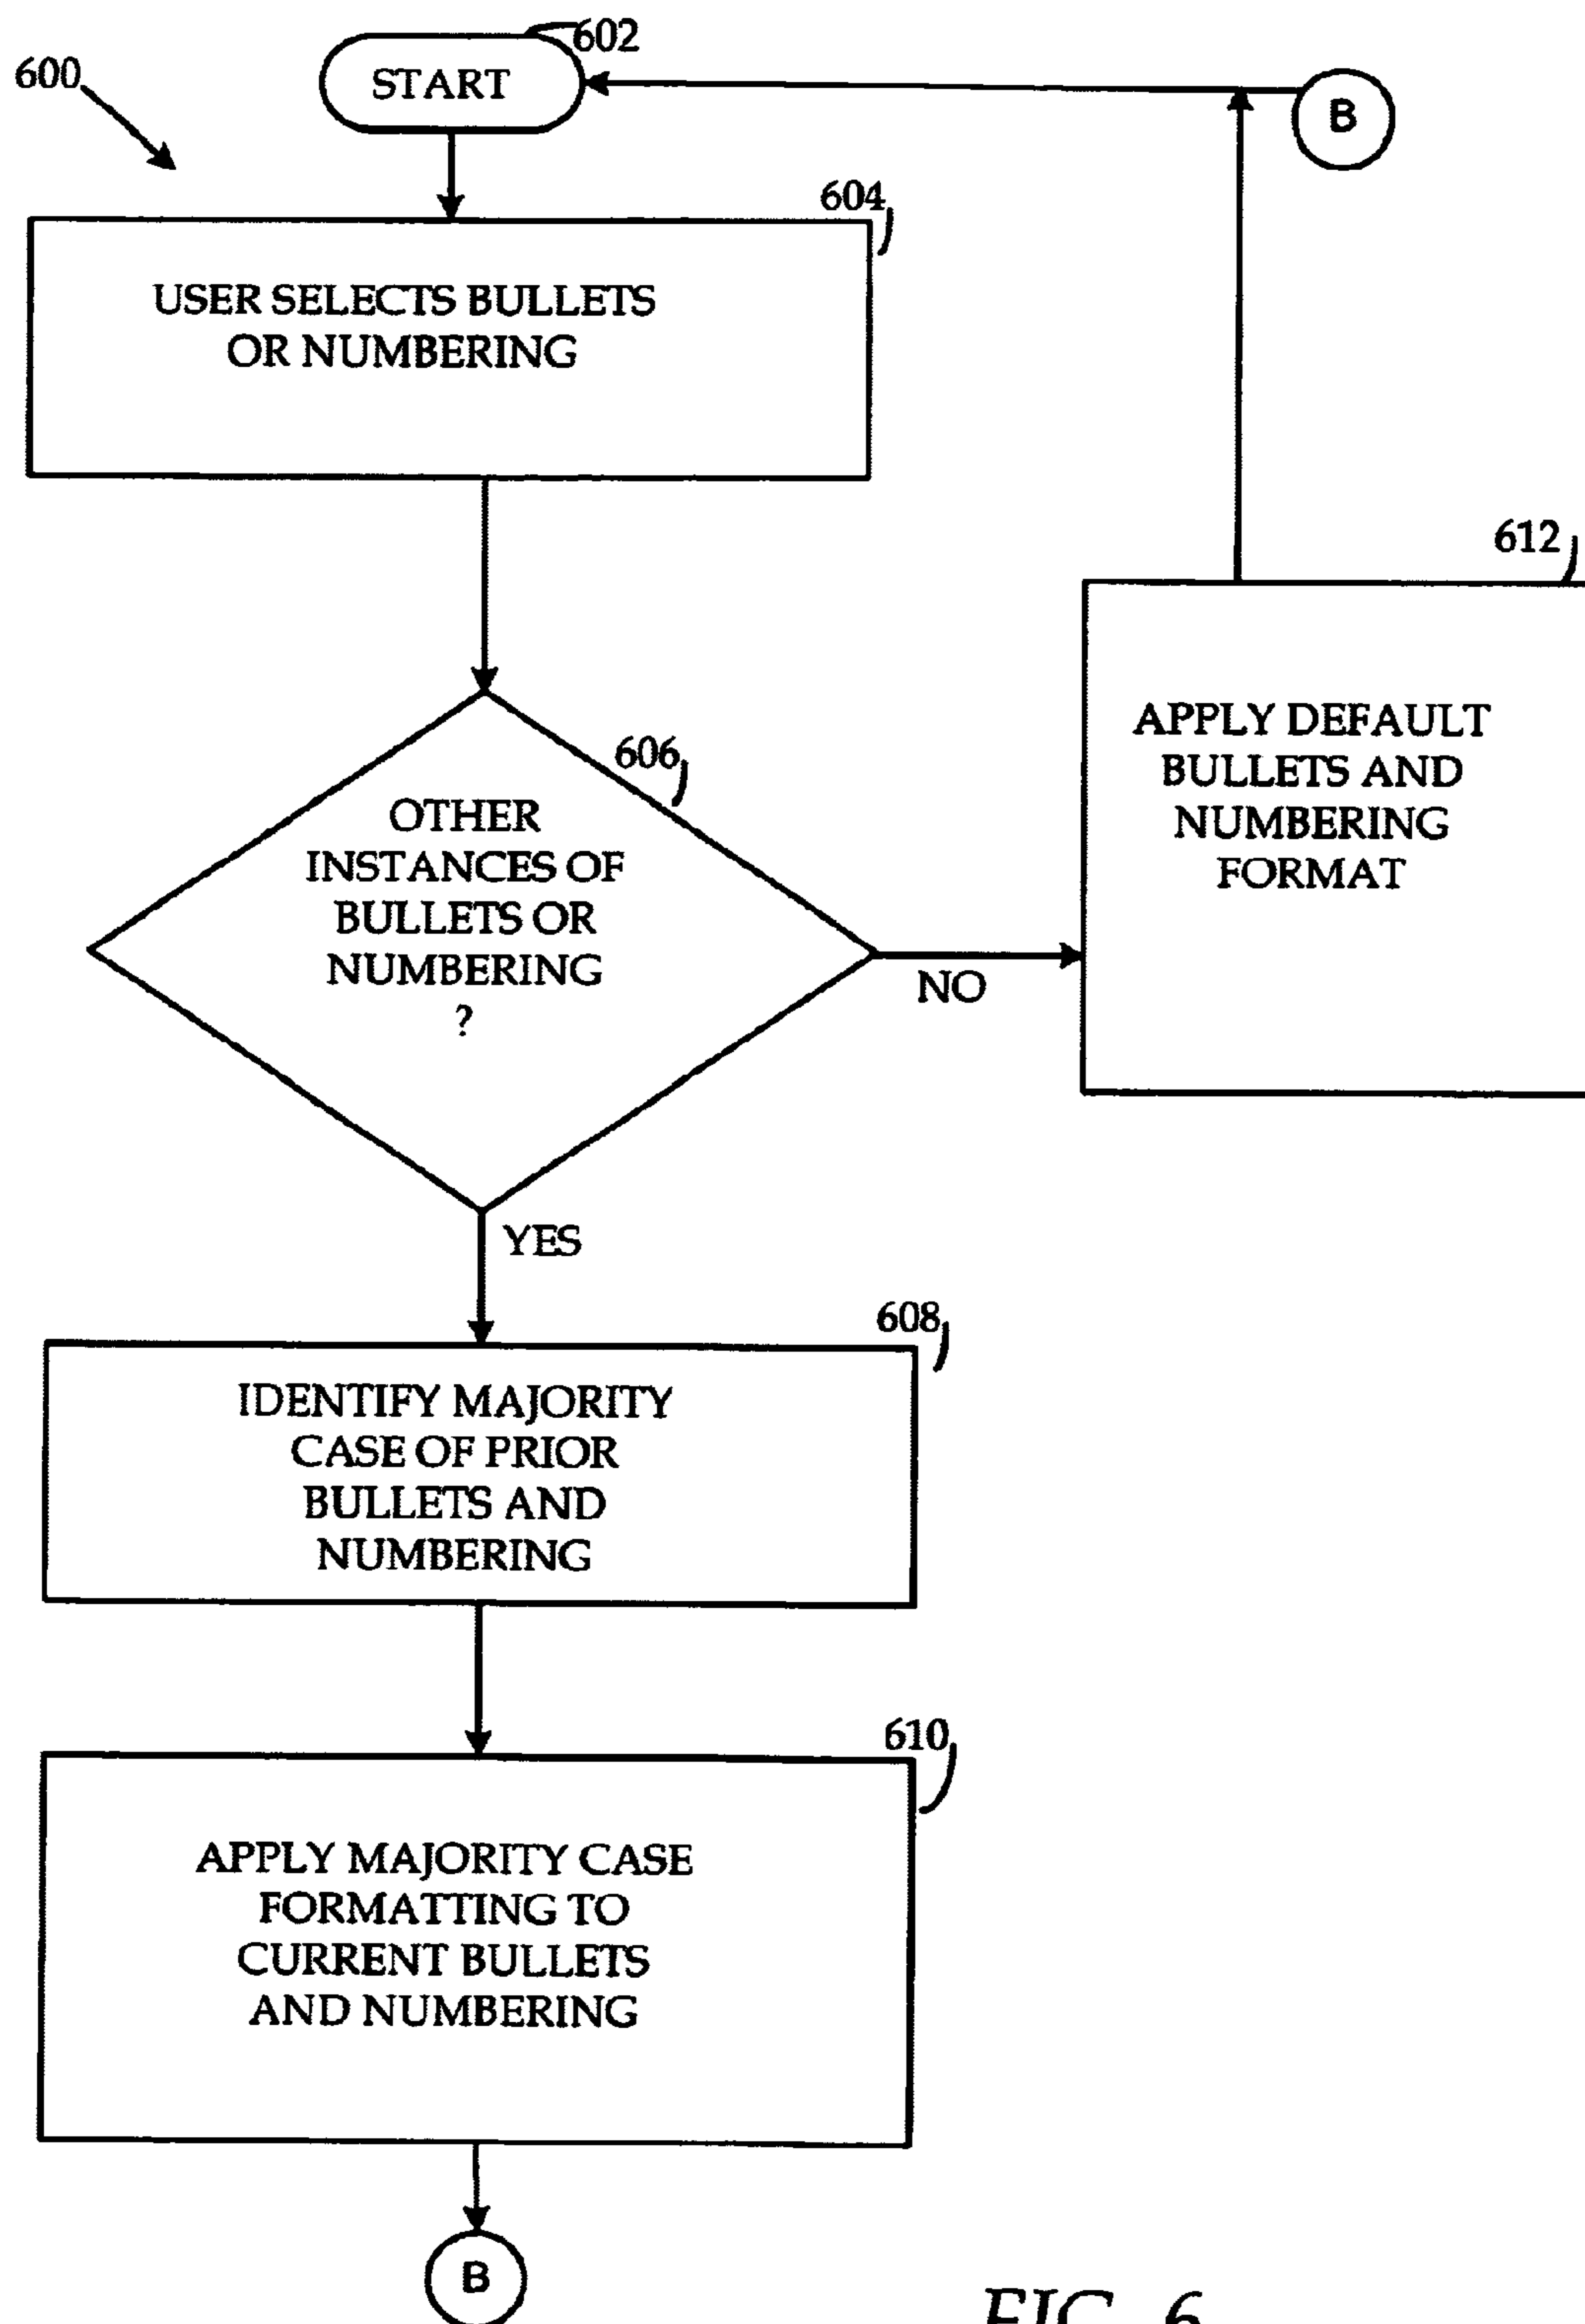 600
602
START
B
604
USER SELECTS BULLETS
OR NUMBERING
612
APPLY DEFAULT
BULLETS AND
NUMBERING
FORMAT
606
OTHER
INSTANCES OF
BULLETS OR
NUMBERING
?
NO
YES
608
IDENTIFY MAJORITY
CASE OF PRIOR
BULLETS AND
NUMBERING
610
APPLY MAJORITY CASE
FORMATTING TO
CURRENT BULLETS
AND NUMBERING
B
FIG. 6